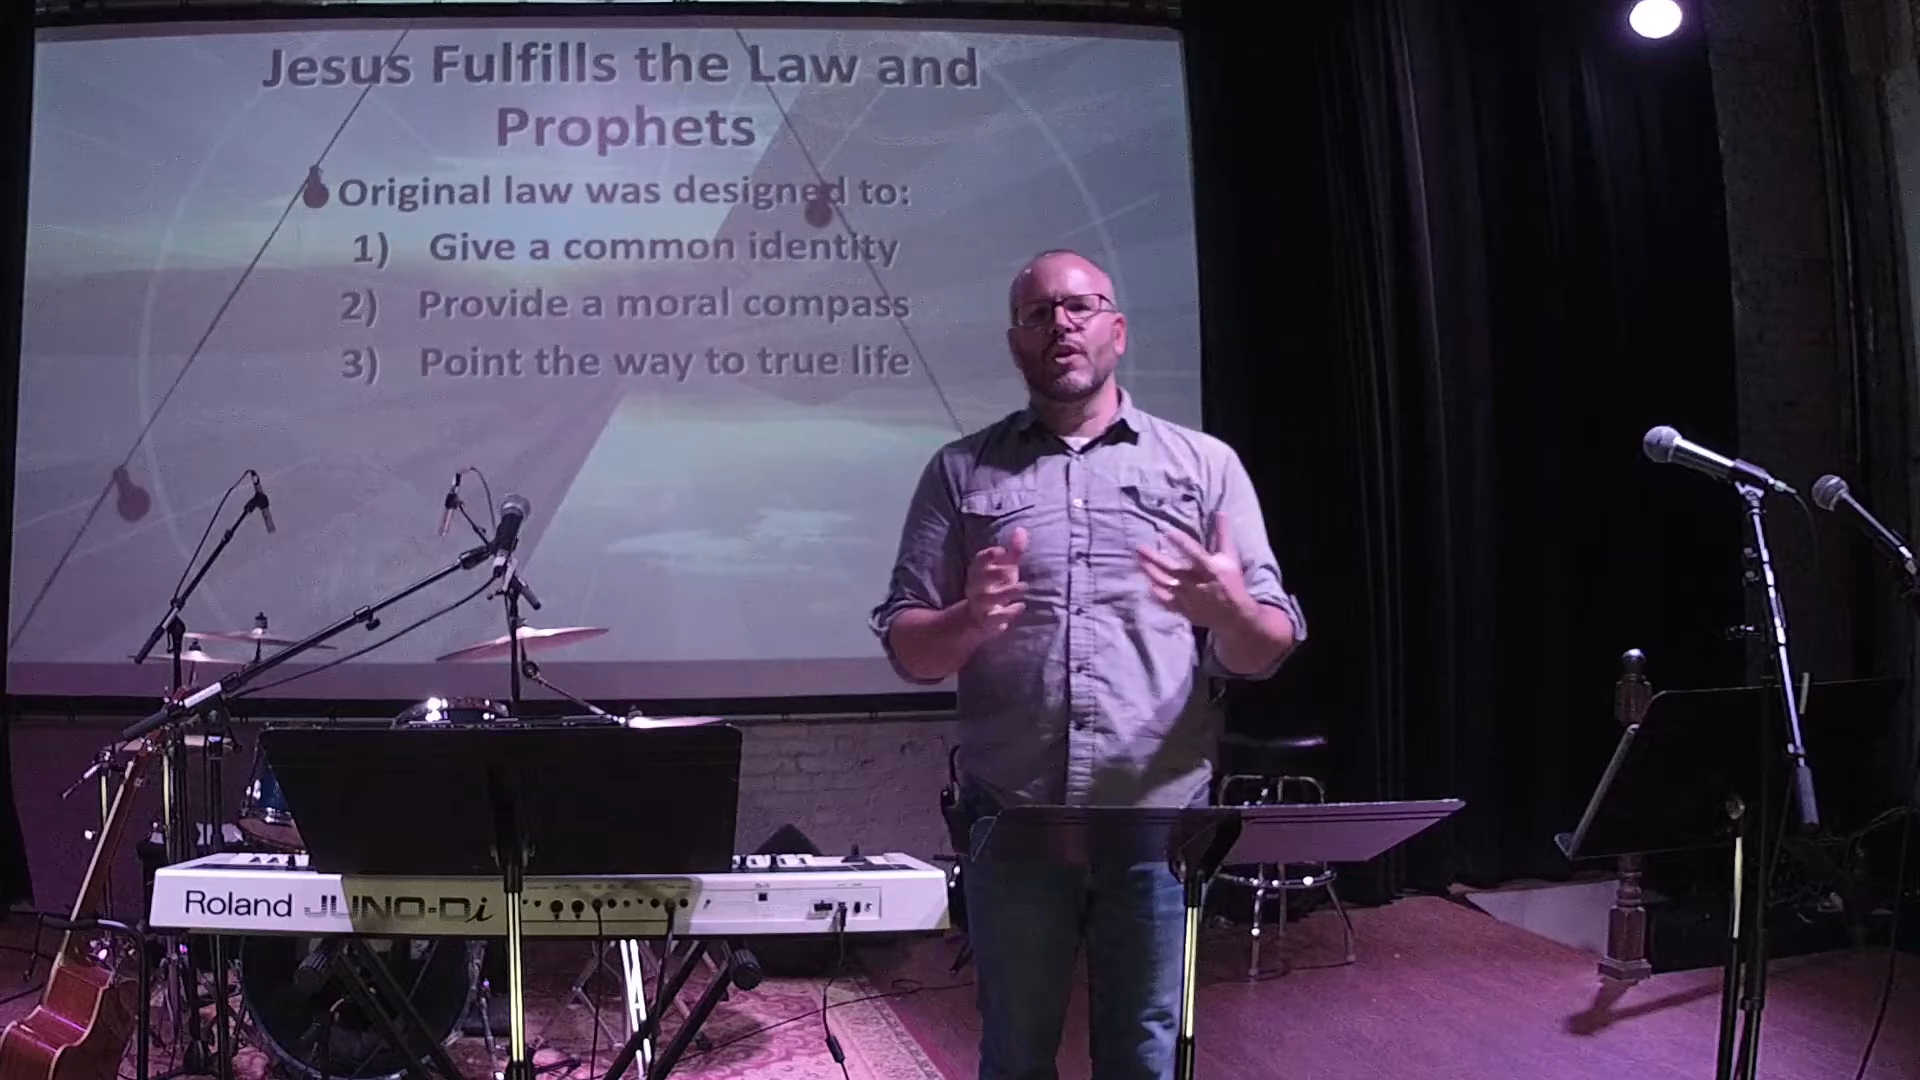 Jesus Fulfills the Law and
Prophets
Original law was designed to:
1) Give a common identity
2) Provide a moral compass
3) Point the way to true life
Roland JUNO-Di